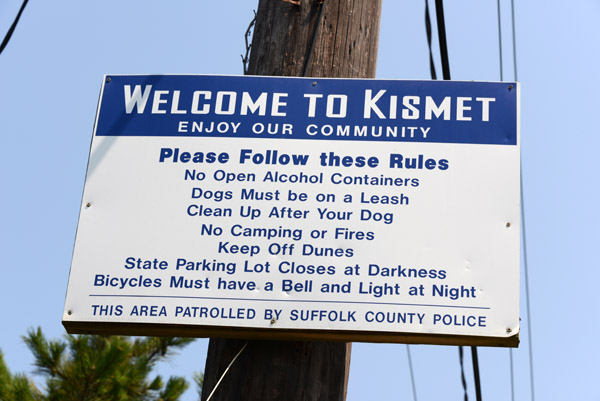 WELCOME TO KISMET
ENJOY OUR COMMUNITY
Please Follow these Rules
No Open Alcohol Containers
Dogs Must be on a Leash
Clean Up After Your Dog
No Camping or Fires
Keep Off Dunes
State Parking Lot Closes at Darkness
Bicycles Must have a Bell and Light at Night
THIS AREA PATROLLED BY SUFFOLK COUNTY POLICE